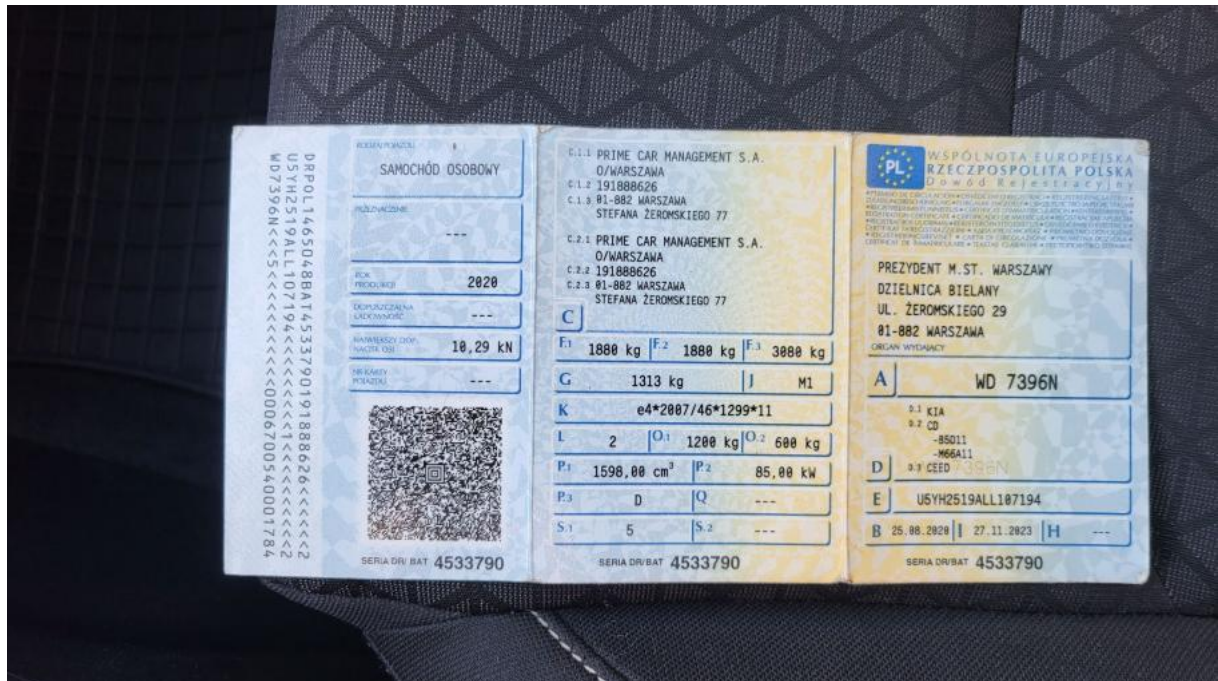 DRPOL1465048BAT4533790191888626<<<<<<2
U5YH2519ALL107194<<<<<<<1<<<<<<<<2
WD7396N<<<5<<<<<<<<<<0006700540001784
RODZAJ POJAZDU
SAMOCHÓD OSOBOWY
PRZEZNACZENIE
---
ROK
PRODUKCJI 2020
DOPUSZCZALNA
ŁADOWNOŚĆ ---
NAJWIĘKSZY DOP.
NACISK OSI 10,29 kN
NR KARTY
POJAZDU ---
SERIA DR/ BAT 4533790
C.1.1 PRIME CAR MANAGEMENT S.A.
O/WARSZAWA
C.1.2 191888626
C.1.3 01-882 WARSZAWA
STEFANA ŻEROMSKIEGO 77
C.2.1 PRIME CAR MANAGEMENT S.A.
O/WARSZAWA
C.2.2 191888626
C.2.3 01-882 WARSZAWA
STEFANA ŻEROMSKIEGO 77
C
F.1 1880 kg F.2 1880 kg F.3 3080 kg
G 1313 kg J M1
K e4*2007/46*1299*11
L 2 O.1 1200 kg O.2 600 kg
P.1 1598,00 cm³ P.2 85,00 kW
P.3 D Q ---
S.1 5 S.2 ---
SERIA DR/BAT 4533790
PL
WSPÓLNOTA EUROPEJSKA
RZECZPOSPOLITA POLSKA
Dowód Rejestracyjny
PREZYDENT M.ST. WARSZAWY
DZIELNICA BIELANY
UL. ŻEROMSKIEGO 29
01-882 WARSZAWA
ORGAN WYDAJĄCY
A WD 7396N
D.1 KIA
D.2 CD
-B5D11
-M66A11
D D.3 CEED
E U5YH2519ALL107194
B 25.08.2020 I 27.11.2023 H ---
SERIA DR/BAT 4533790